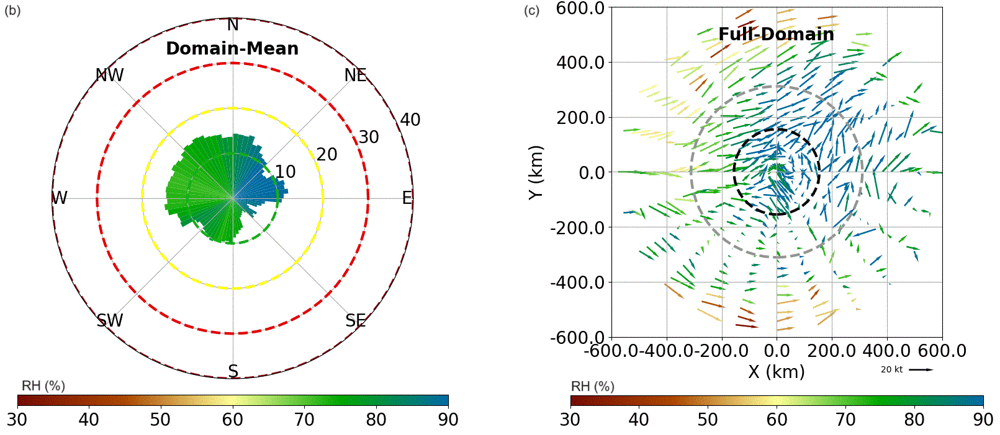 (b)
N
Domain-Mean
NW
NE
40
30
20
10
W
E
SW
SE
S
RH (%)
30 40 50 60 70 80 90
(c)
600.0
Full-Domain
400.0
200.0
0.0
-200.0
-400.0
-600.0
Y (km)
-600.0 -400.0 -200.0 0.0 200.0 400.0 600.0
X (km)
20 kt
RH (%)
30 40 50 60 70 80 90